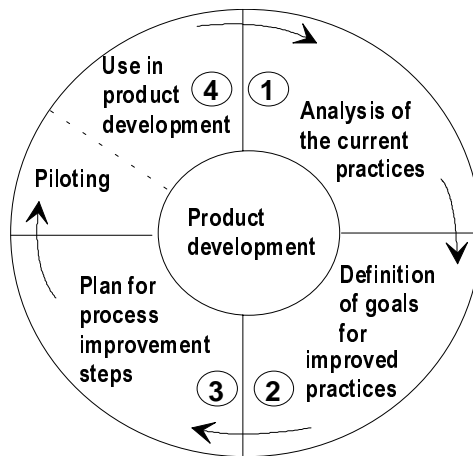 Use in
product
development
4
1
Analysis of
the current
practices
Piloting
Product
development
Plan for
process
improvement
steps
3
2
Definition
of goals
for
improved
practices